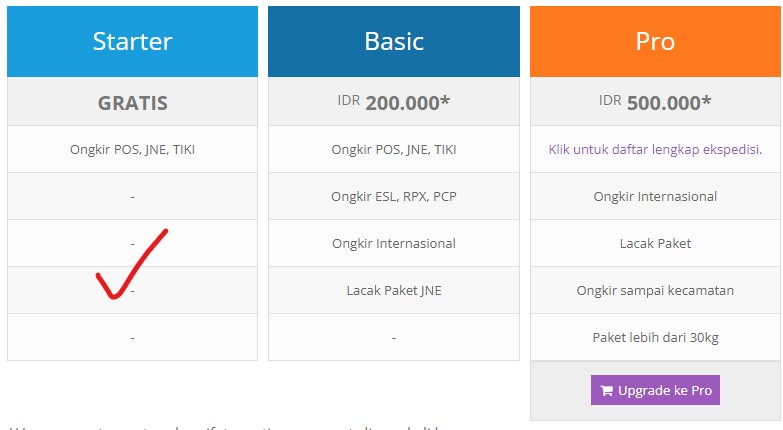 Starter
GRATIS
Ongkir POS, JNE, TIKI
-
-
-
-
Basic
IDR 200.000*
Ongkir POS, JNE, TIKI
Ongkir ESL, RPX, PCP
Ongkir Internasional
Lacak Paket JNE
-
Pro
IDR 500.000*
Klik untuk daftar lengkap ekspedisi.
Ongkir Internasional
Lacak Paket
Ongkir sampai kecamatan
Paket lebih dari 30kg
Upgrade ke Pro